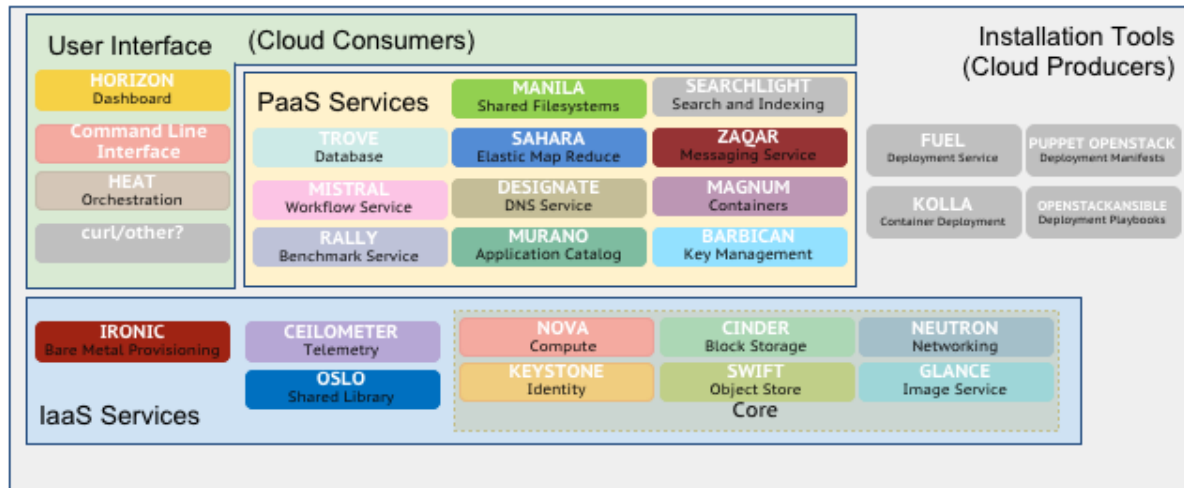 User Interface
(Cloud Consumers)
Installation Tools
(Cloud Producers)
HORIZON
Dashboard
Command Line
Interface
HEAT
Orchestration
curl/other?
PaaS Services
MANILA
Shared Filesystems
SEARCHLIGHT
Search and Indexing
TROVE
Database
SAHARA
Elastic Map Reduce
ZAQAR
Messaging Service
MISTRAL
Workflow Service
DESIGNATE
DNS Service
MAGNUM
Containers
RALLY
Benchmark Service
MURANO
Application Catalog
BARBICAN
Key Management
FUEL
Deployment Service
PUPPET OPENSTACK
Deployment Manifests
KOLLA
Container Deployment
OPENSTACKANSIBLE
Deployment Playbooks
IRONIC
Bare Metal Provisioning
CEILOMETER
Telemetry
OSLO
Shared Library
NOVA
Compute
CINDER
Block Storage
NEUTRON
Networking
KEYSTONE
Identity
SWIFT
Object Store
GLANCE
Image Service
Core
IaaS Services